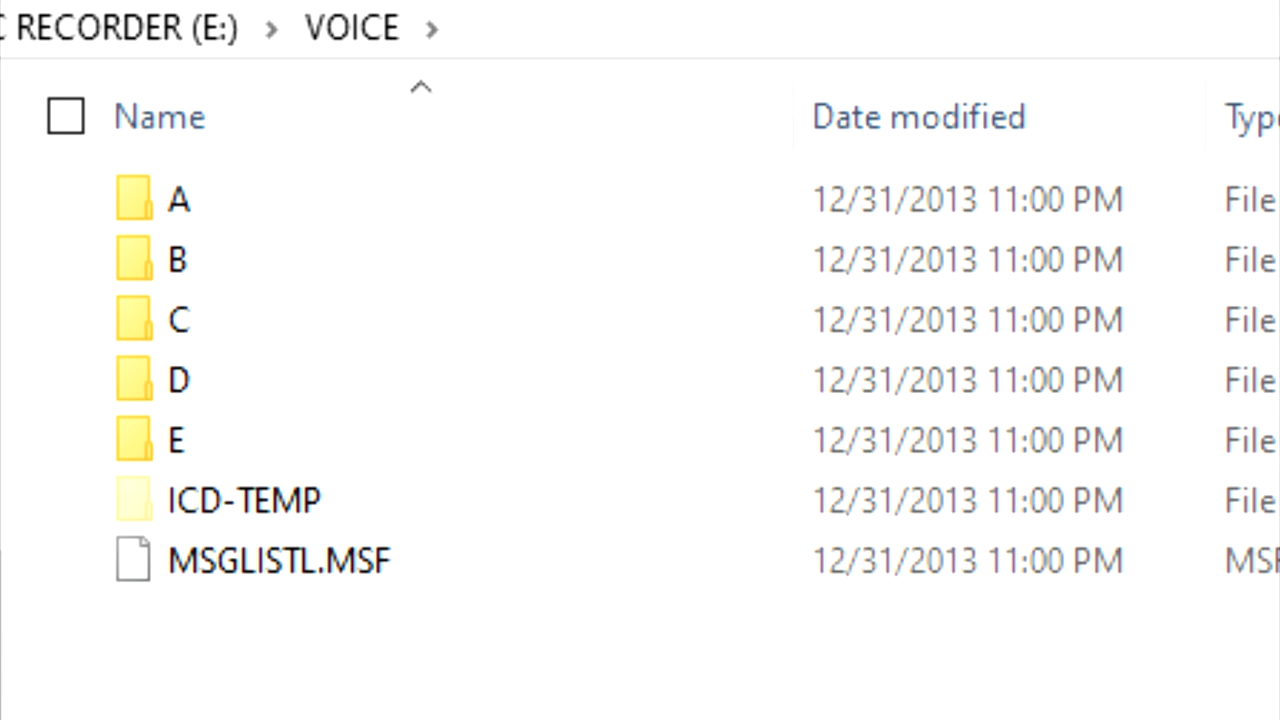 C RECORDER (E:) > VOICE >
Name Date modified Type
A 12/31/2013 11:00 PM File
B 12/31/2013 11:00 PM File
C 12/31/2013 11:00 PM File
D 12/31/2013 11:00 PM File
E 12/31/2013 11:00 PM File
ICD-TEMP 12/31/2013 11:00 PM File
MSGLISTL.MSF 12/31/2013 11:00 PM MSF